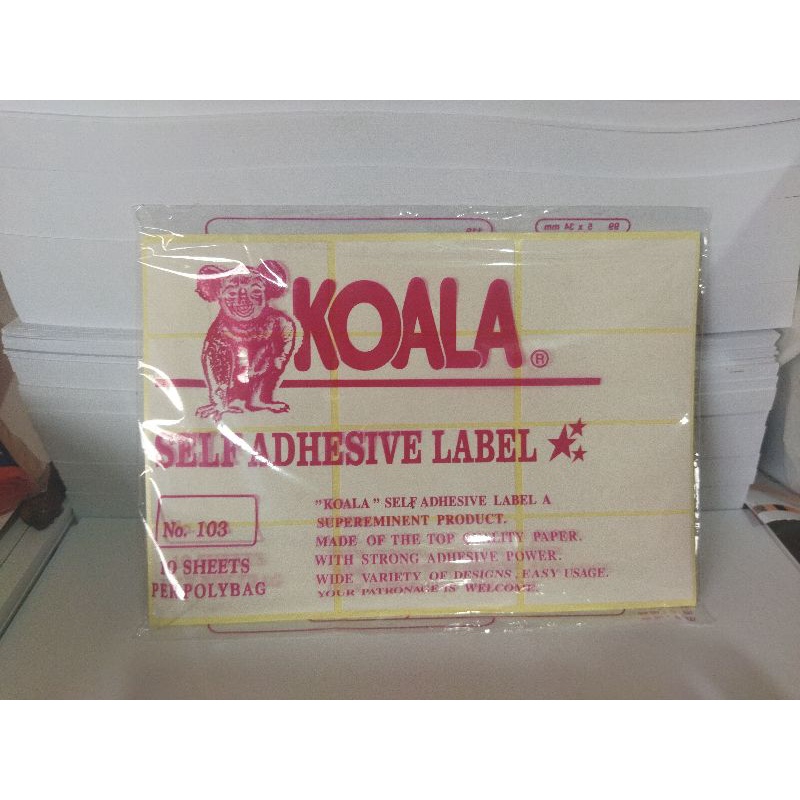 KOALA ®
SELF ADHESIVE LABEL
No. 103
10 SHEETS
PER POLYBAG
"KOALA" SELF ADHESIVE LABEL A
SUPEREMINENT PRODUCT.
MADE OF THE TOP QUALITY PAPER.
WITH STRONG ADHESIVE POWER.
WIDE VARIETY OF DESIGNS. EASY USAGE.
YOUR PATRONAGE IS WELCOME.